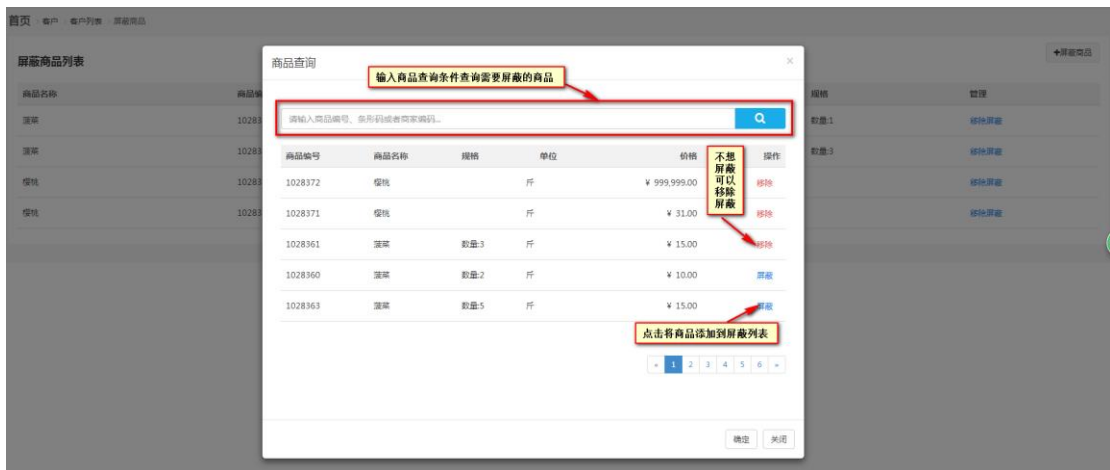 首页 客户 客户列表 屏蔽商品
屏蔽商品列表
+屏蔽商品
商品名称 商品编 规格 管理
菠菜 10283 数量:1 移除屏蔽
菠菜 10283 数量:3 移除屏蔽
樱桃 10283 移除屏蔽
樱桃 10283 移除屏蔽
商品查询 ×
输入商品查询条件查询需要屏蔽的商品
请输入商品编号、条形码或者商家编码...
商品编号 商品名称 规格 单位 价格 操作
1028372 樱桃 斤 ¥ 999,999.00 移除
1028371 樱桃 斤 ¥ 31.00 移除
1028361 菠菜 数量:3 斤 ¥ 15.00 移除
1028360 菠菜 数量:2 斤 ¥ 10.00 屏蔽
1028363 菠菜 数量:5 斤 ¥ 15.00 屏蔽
不想
屏蔽
可以
移除
屏蔽
点击将商品添加到屏蔽列表
« 1 2 3 4 5 6 »
确定 关闭